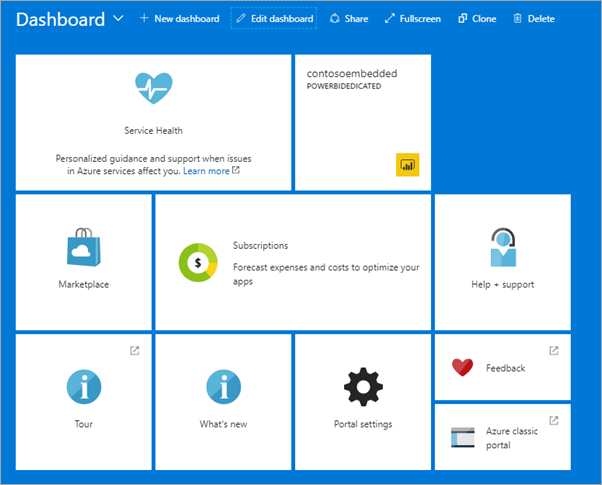 Dashboard
+ New dashboard
Edit dashboard
Share
Fullscreen
Clone
Delete
Service Health
Personalized guidance and support when issues
in Azure services affect you. Learn more
contosoembedded
POWERBIDEDICATED
Marketplace
$
Subscriptions
Forecast expenses and costs to optimize your
apps
Help + support
Tour
What's new
Portal settings
Feedback
Azure classic
portal